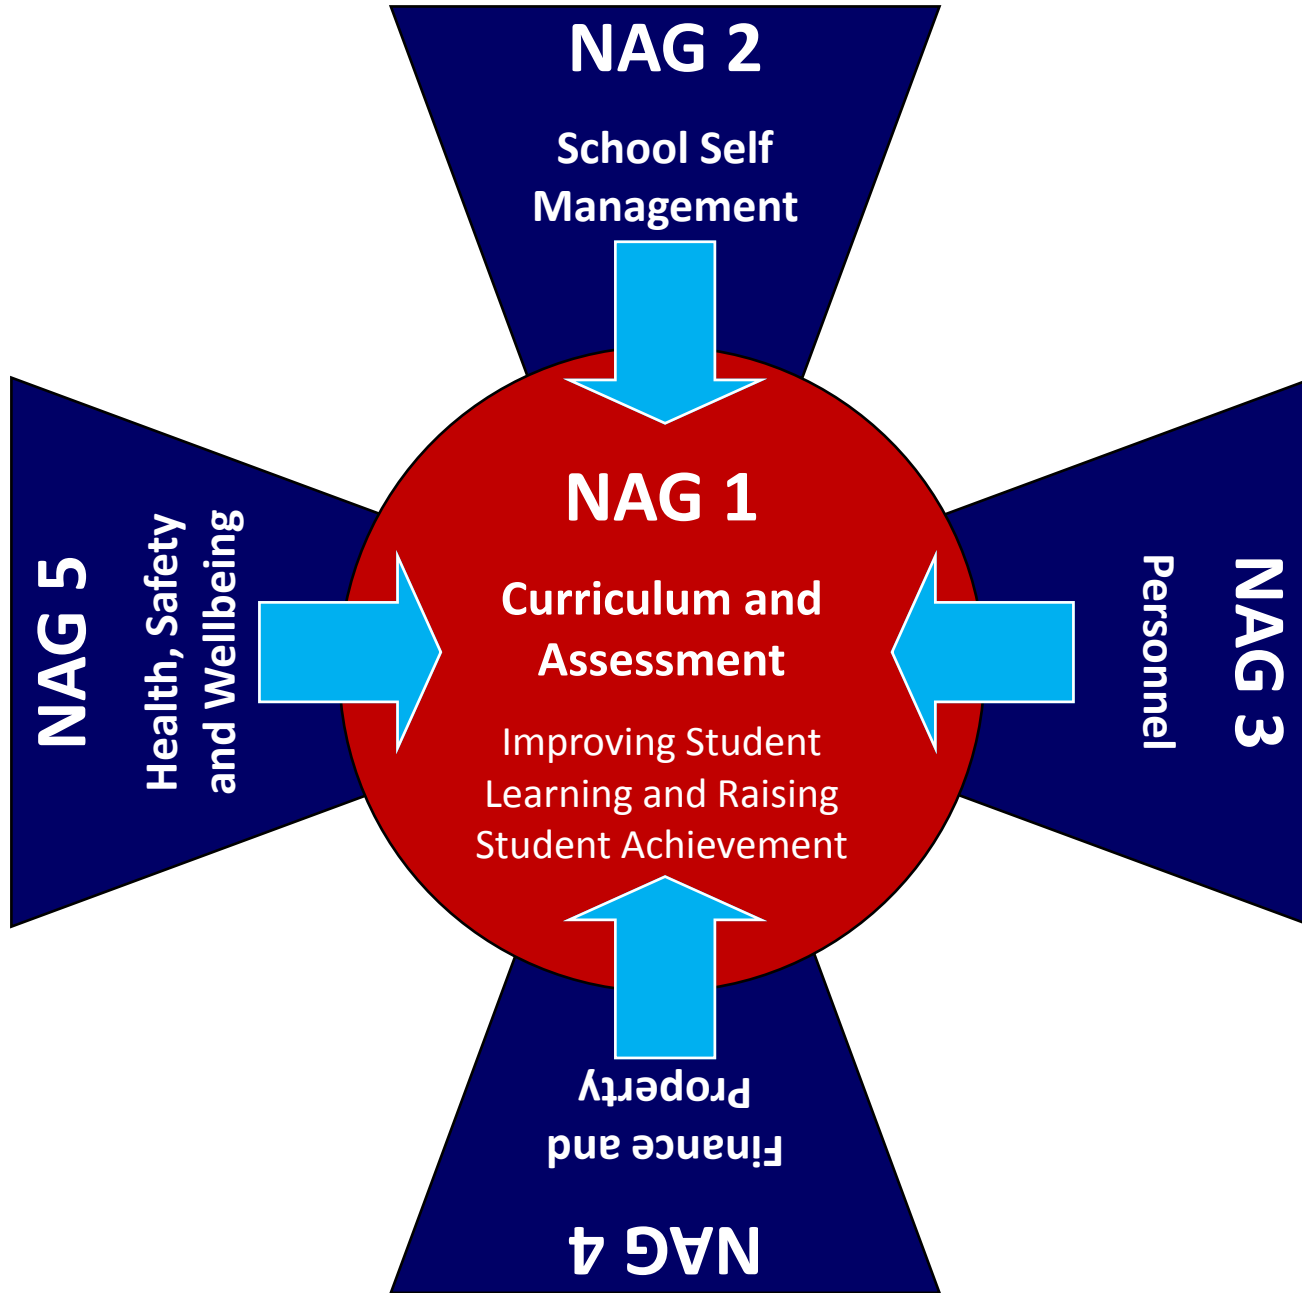 NAG 2
School Self
Management
NAG 1
Curriculum and
Assessment
Improving Student
Learning and Raising
Student Achievement
NAG 5
Health, Safety
and Wellbeing
NAG 3
Personnel
NAG 4
Finance and
Property